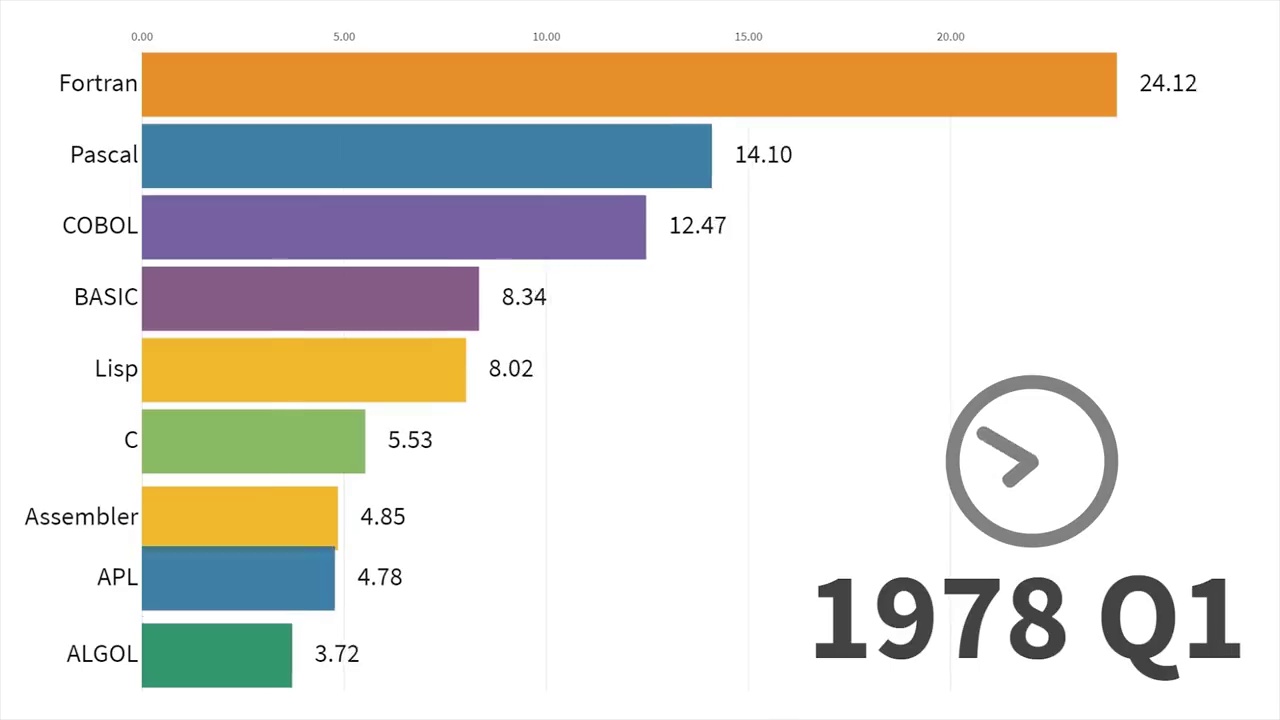 0.00 5.00 10.00 15.00 20.00
Fortran 24.12
Pascal 14.10
COBOL 12.47
BASIC 8.34
Lisp 8.02
C 5.53
Assembler 4.85
APL 4.78
ALGOL 3.72
1978 Q1